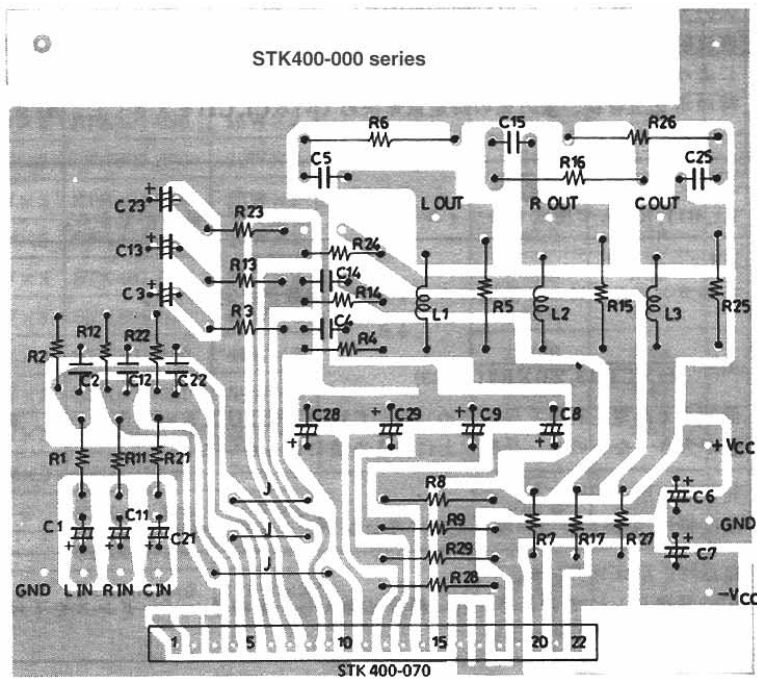 STK400-000 series
R6
C15
R26
C5
R16
C25
C23
L OUT
R OUT
C OUT
R23
R24
C13
R13
C14
C3
R14
R3
C4
R4
L1
R5
L2
R15
L3
R25
R2
R12
R22
C2
C12
C22
C28
C29
C9
C8
R1
R11
R21
+VCC
J
R8
C6
C1
C11
C21
J
R9
R7
R17
R27
GND
R29
C7
J
R28
GND
L IN
R IN
C IN
-VCC
1
5
10
15
20
22
STK 400-070